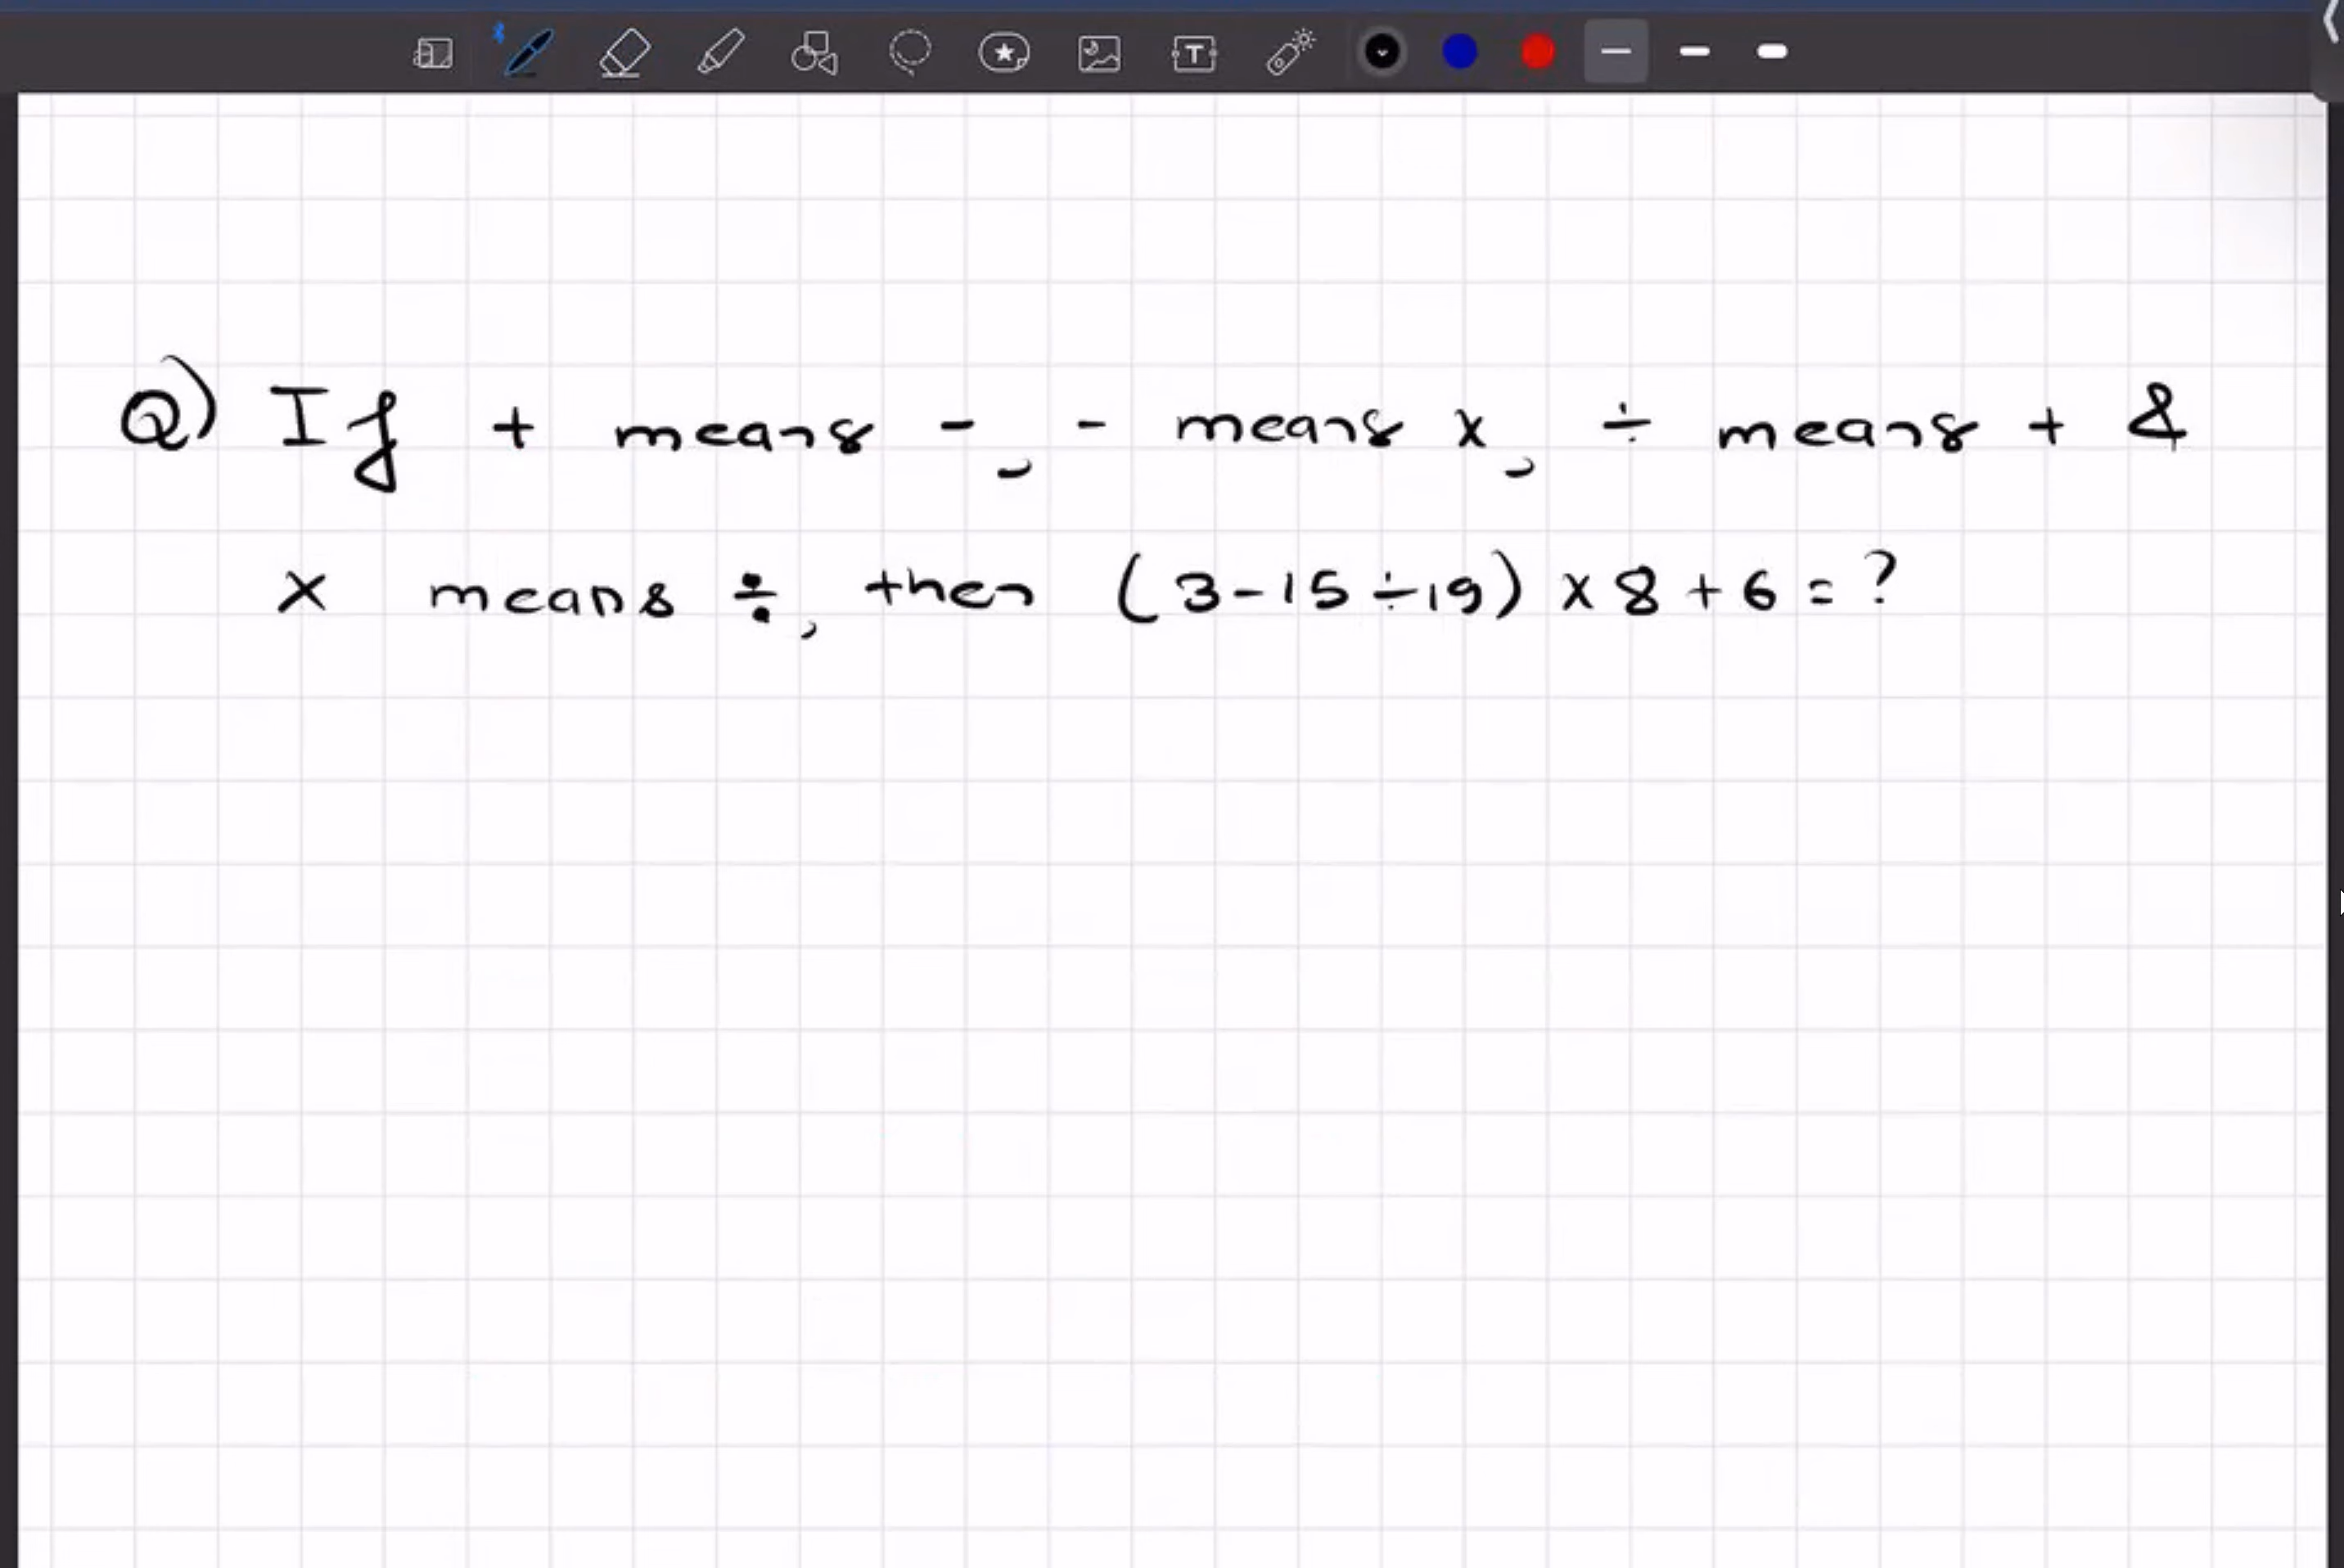 Q) If + means -, - means x, ÷ means + &
x means ÷, then (3-15÷19) x 8 + 6 = ?